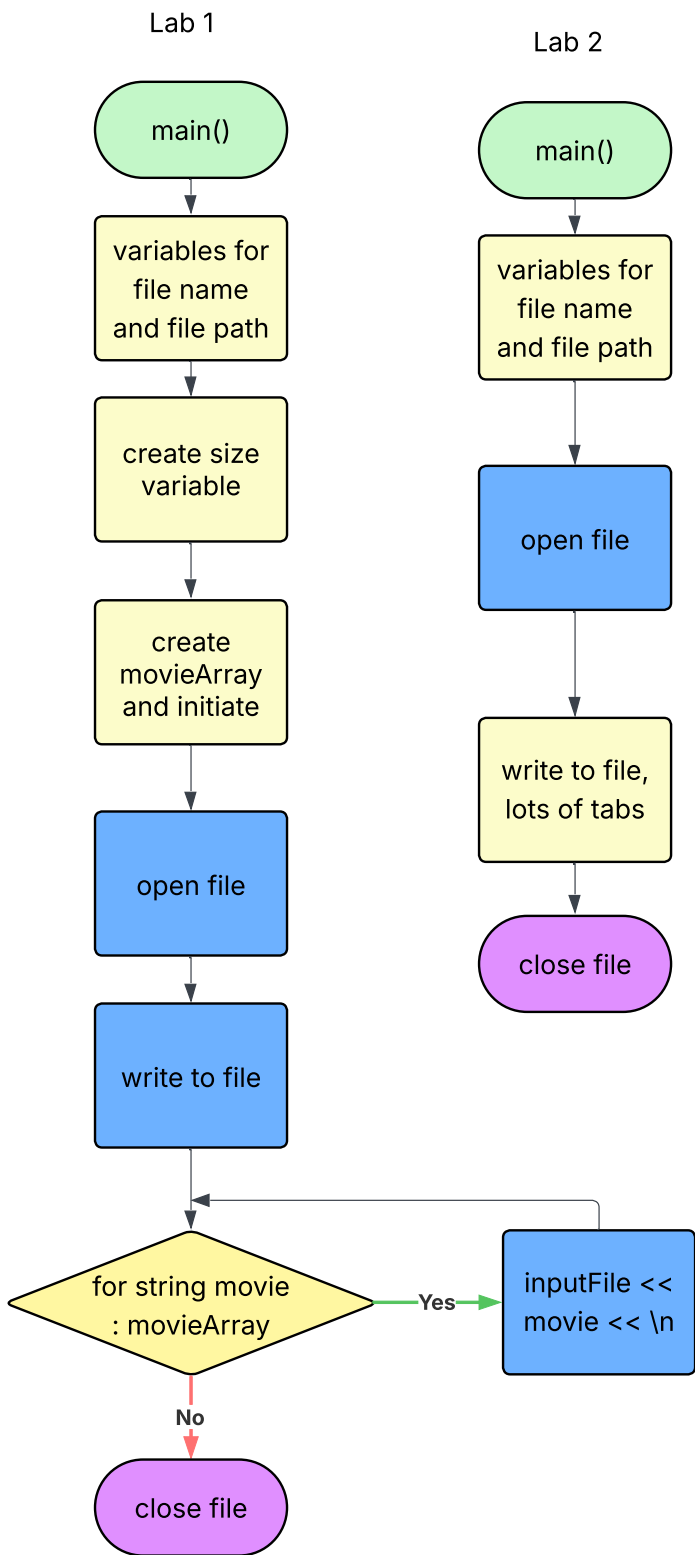 Lab 1
main()
variables for
file name
and file path
create size
variable
create
movieArray
and initiate
open file
write to file
for string movie
: movieArray
Yes
inputFile <<
movie << \n
No
close file
Lab 2
main()
variables for
file name
and file path
open file
write to file,
lots of tabs
close file